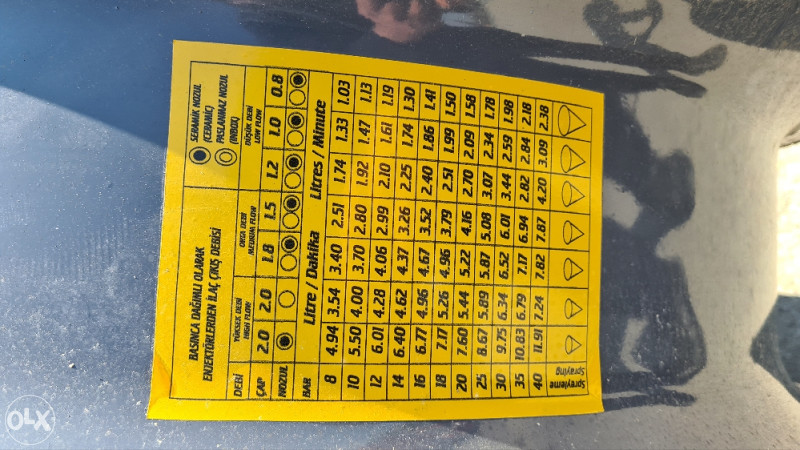 BASINCA DAĞIMLI OLARAK
ENJEKTÖRLERDEN İLAÇ ÇIKIŞ DEBİSİ
SERAMİK NOZUL
(CERAMIC)
PASLANMAZ NOZUL
(INBOX)
DEBİ YÜKSEK DEBİ ORTA DEBİ DÜŞÜK DEBİ
HIGH FLOW MEDIUM FLOW LOW FLOW
ÇAP 2.0 2.0 1.8 1.5 1.2 1.0 0.8
NOZUL
BAR Litre / Dakika Litres / Minute
8 4.94 3.54 3.40 2.51 1.74 1.33 1.03
10 5.50 4.00 3.70 2.80 1.92 1.47 1.13
12 6.01 4.28 4.06 2.99 2.10 1.61 1.19
14 6.40 4.62 4.37 3.26 2.25 1.74 1.30
16 6.77 4.96 4.67 3.52 2.40 1.86 1.41
18 7.17 5.26 4.96 3.79 2.51 1.99 1.50
20 7.60 5.44 5.22 4.16 2.70 2.09 1.58
25 8.67 5.89 5.87 5.08 3.07 2.34 1.78
30 9.75 6.34 6.52 6.01 3.44 2.59 1.98
35 10.83 6.79 7.17 6.94 2.82 2.84 2.18
40 11.91 7.24 7.82 7.87 4.20 3.09 2.38
Spreyleme
Spraying
OLX